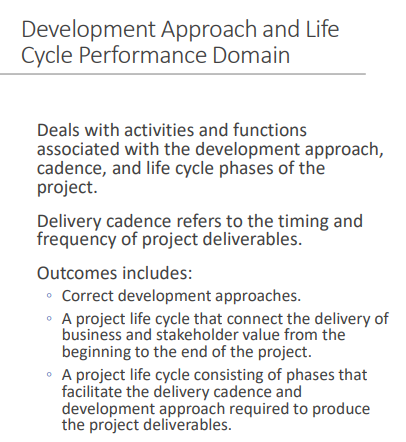 Development Approach and Life
Cycle Performance Domain
Deals with activities and functions
associated with the development approach,
cadence, and life cycle phases of the
project.
Delivery cadence refers to the timing and
frequency of project deliverables.
Outcomes includes:
◦ Correct development approaches.
◦ A project life cycle that connect the delivery of
business and stakeholder value from the
beginning to the end of the project.
◦ A project life cycle consisting of phases that
facilitate the delivery cadence and
development approach required to produce
the project deliverables.